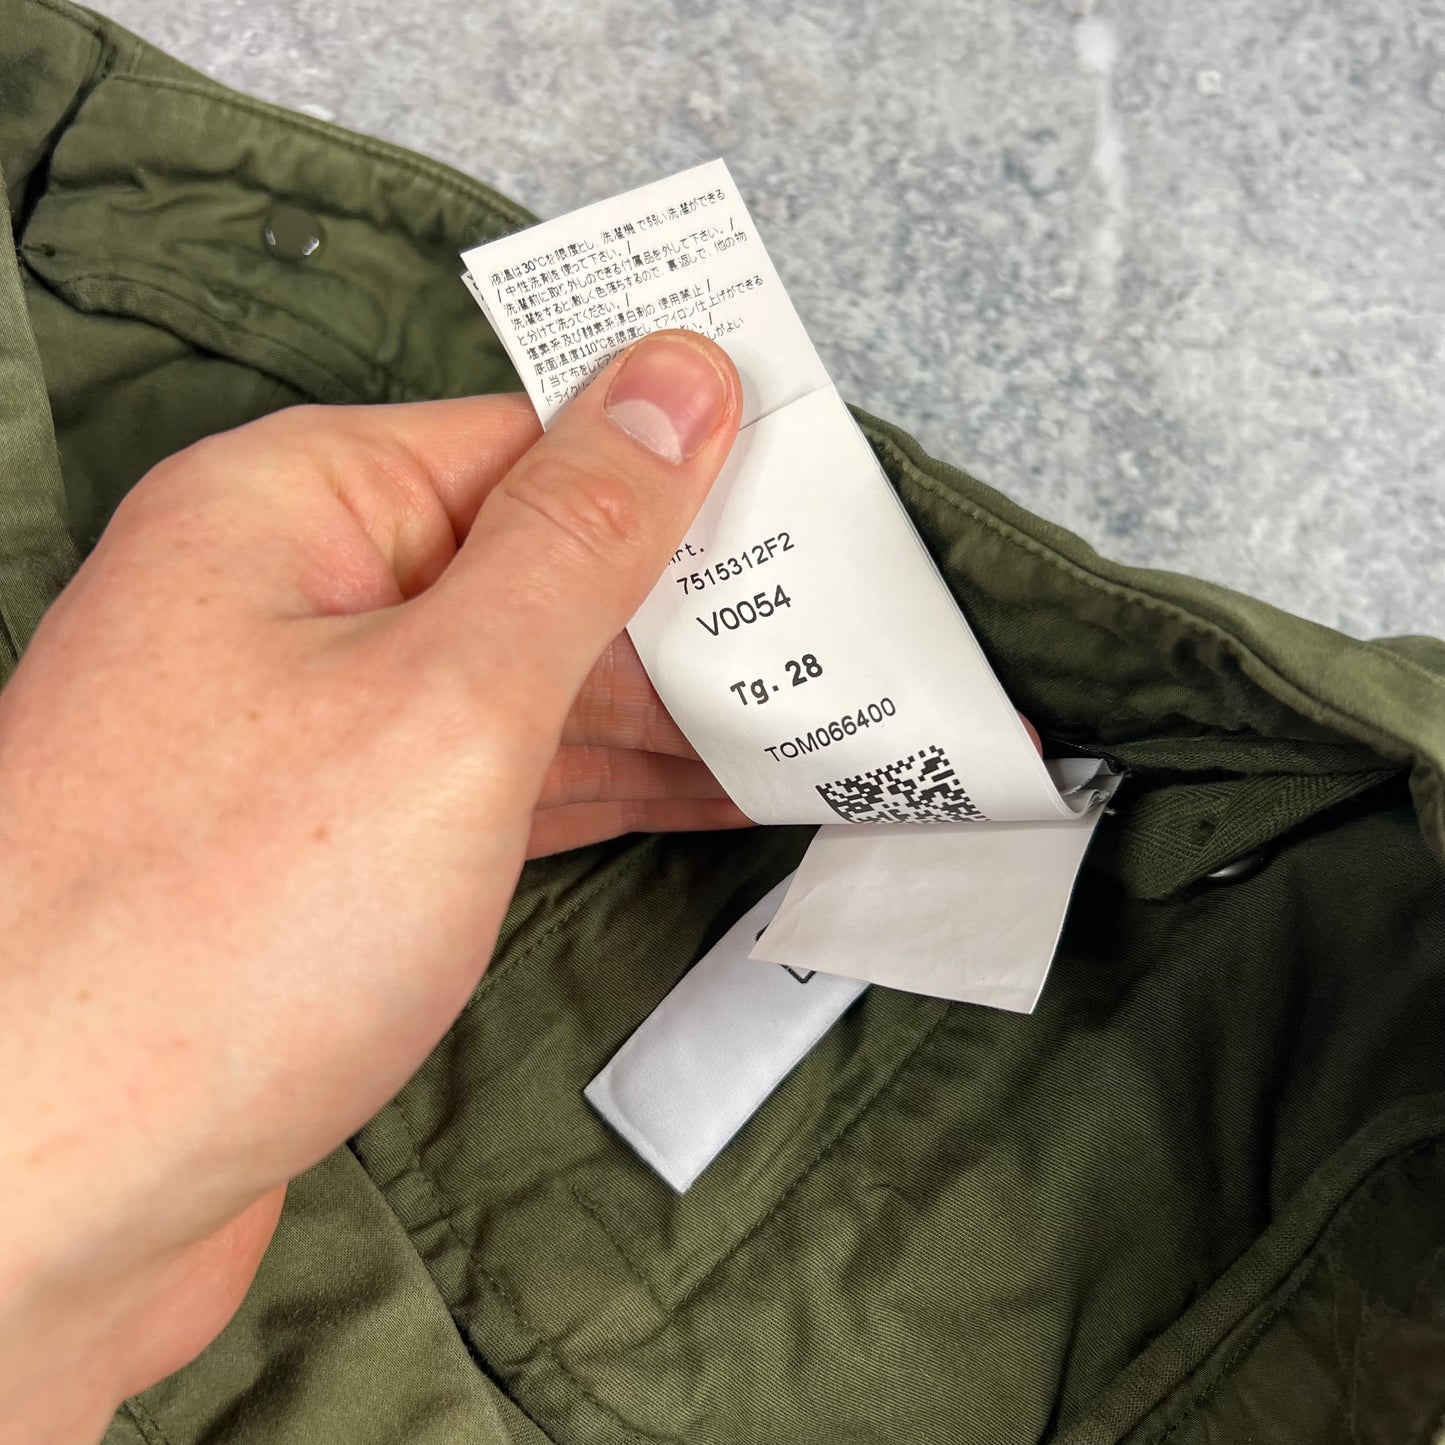 液温は30℃を限度とし、洗濯機で弱い洗濯ができる
/ 中性洗剤を使って下さい。 /
洗濯前に取り外しのできる付属品を外して下さい。 /
洗濯をすると激しく色落ちするので、裏返しで、他の物
と分けて洗ってください。 /
塩素系及び酸素系漂白剤の使用禁止 /
底面温度110℃を限度としてアイロン仕上げができる
/ 当て布をしてアイ
ドライクリー
Art.
7515312F2
V0054
Tg. 28
TOM066400